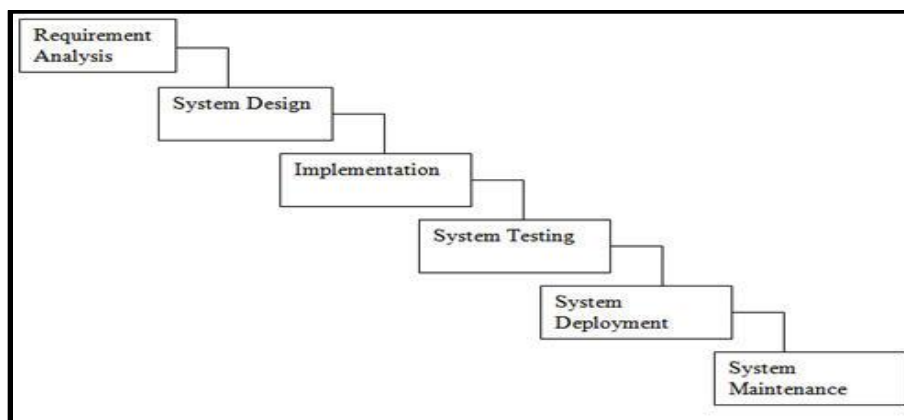 Requirement
Analysis
System Design
Implementation
System Testing
System
Deployment
System
Maintenance